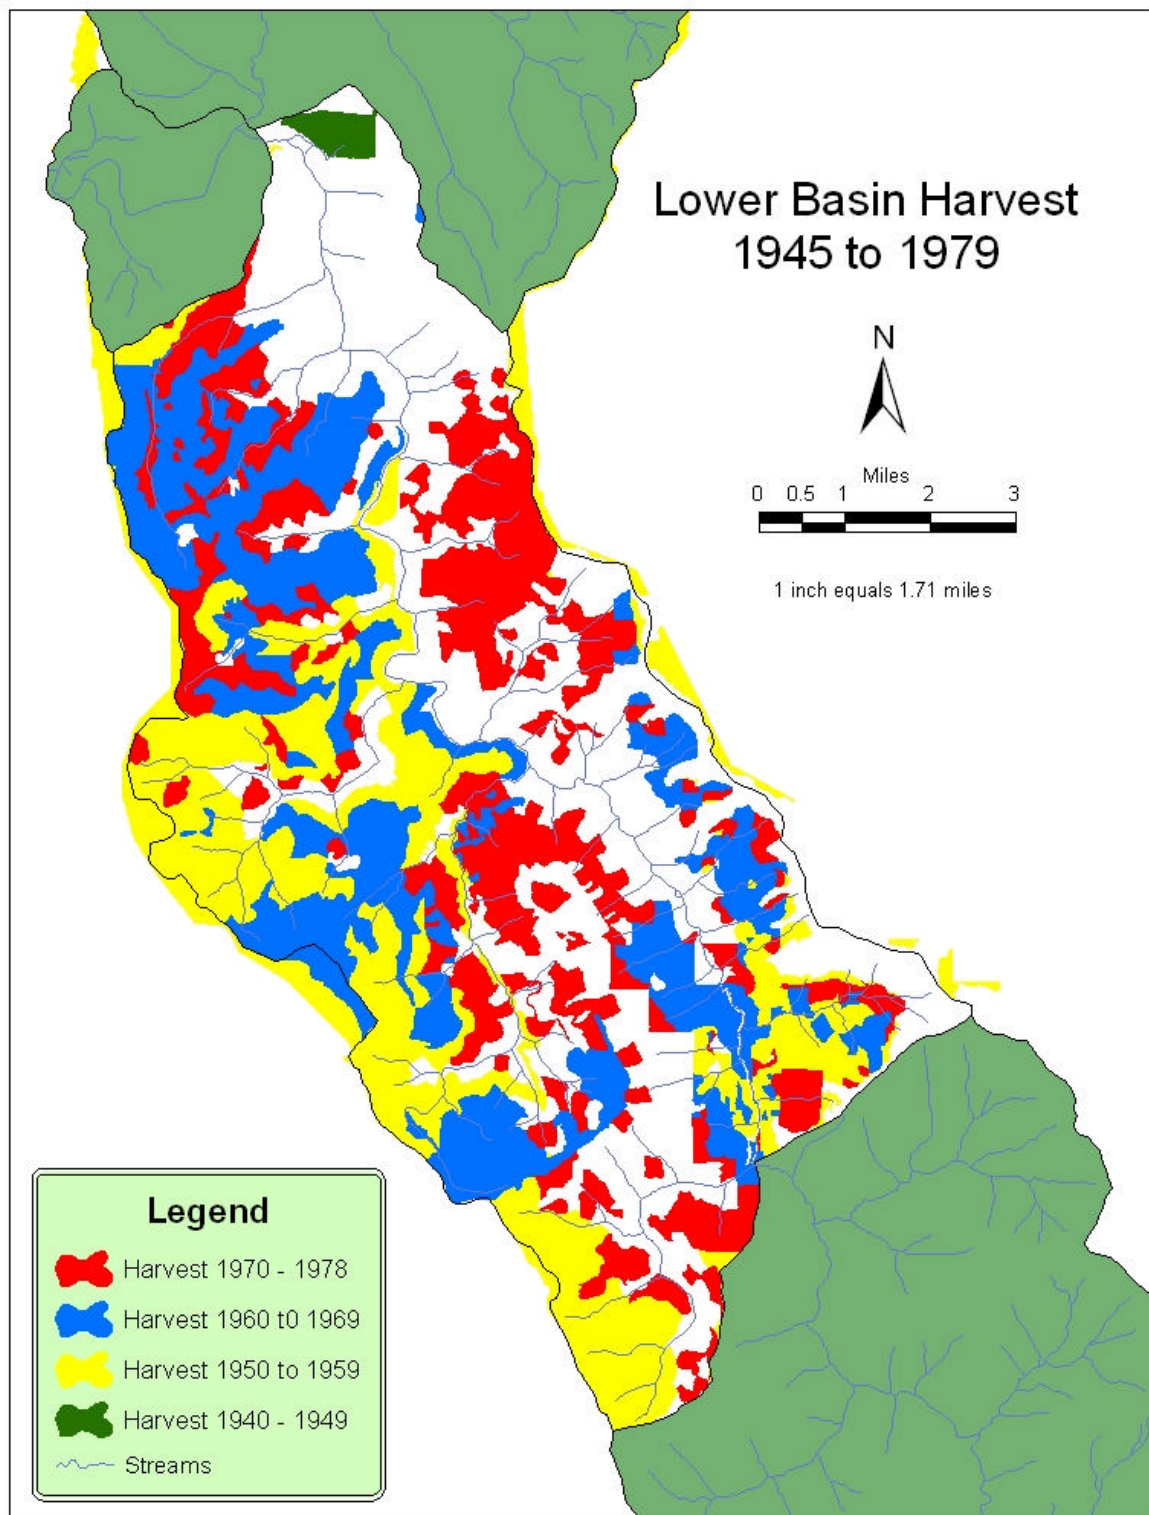 Lower Basin Harvest
1945 to 1979
N
Miles
0 0.5 1 2 3
1 inch equals 1.71 miles
Legend
Harvest 1970 - 1978
Harvest 1960 t0 1969
Harvest 1950 to 1959
Harvest 1940 - 1949
Streams